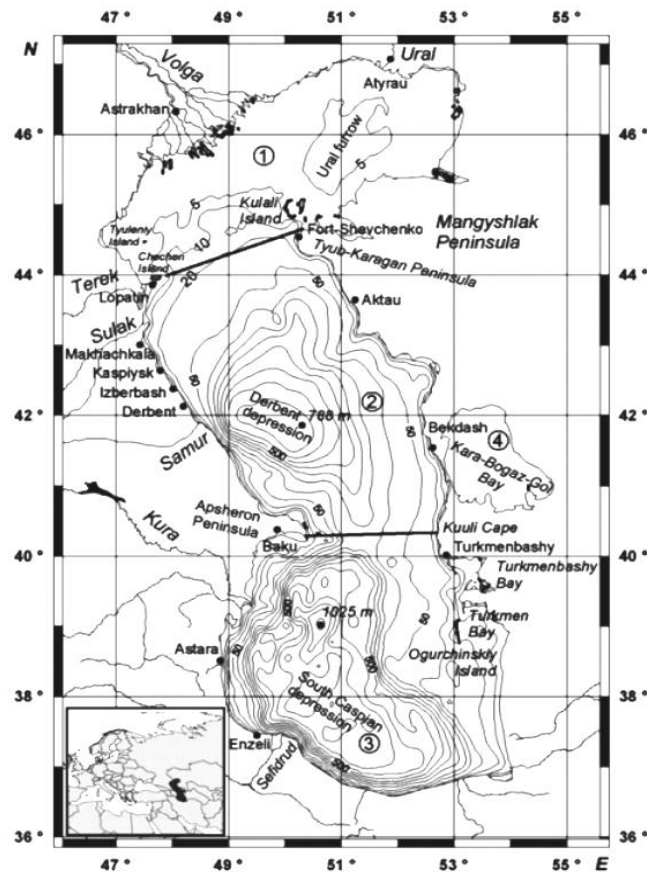 47 ° 49 ° 51 ° 53 ° 55 °
N
Volga
Ural
Atyrau
Astrakhan
46 ° 46 °
Ural furrow
1
5
5
Kulali
Island
Tyuleniy
Island
10
Fort-Shevchenko
Mangyshlak
Peninsula
Chechen
Island
Tyub-Karagan Peninsula
44 ° 44 °
20
Terek
Lopatin
50
Aktau
Sulak
Makhachkala
Kaspiysk
50
Izberbash
2
Derbent
Derbent
depression
788 m
42 ° 42 °
50
4
Bekdash
Kara-Bogaz-Gol
Bay
Samur
500
Kura
50
Apsheron
Peninsula
Kuuli Cape
Baku
40 ° 40 °
Turkmenbashy
Turkmenbashy
Bay
500
1025 m
50
Turkmen
Bay
Astara
50
500
Ogurchinskiy
Island
38 ° 38 °
South Caspian
depression
Enzeli
3
Sefidrud
500
36 ° 36 °
47 ° 49 ° 51 ° 53 ° 55 ° E